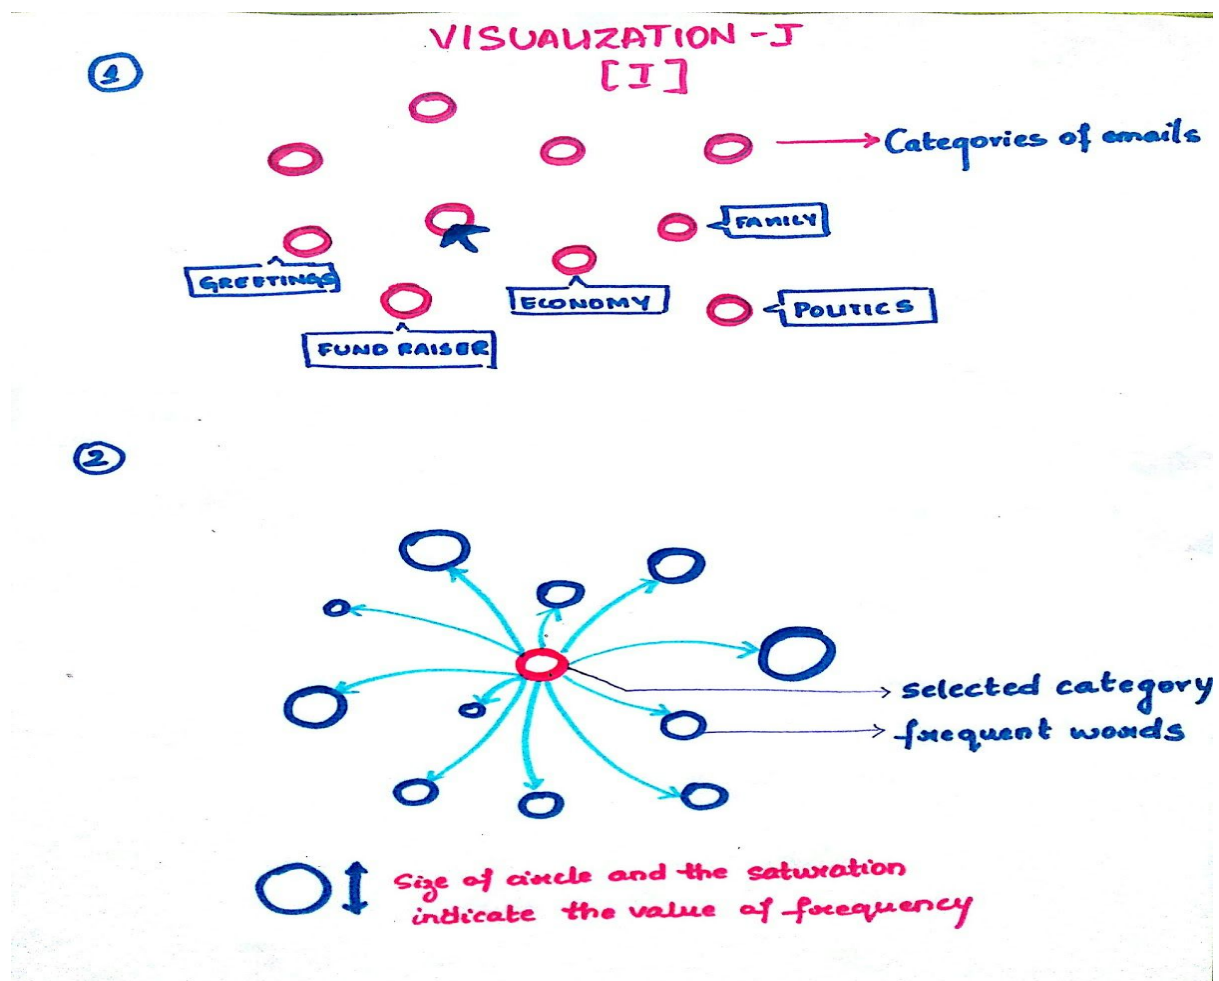 VISUALIZATION - I
[I]
1
Categories of emails
FAMILY
GREETINGS
ECONOMY
POLITICS
FUND RAISER
2
selected category
frequent words
Size of circle and the saturation
indicate the value of frequency